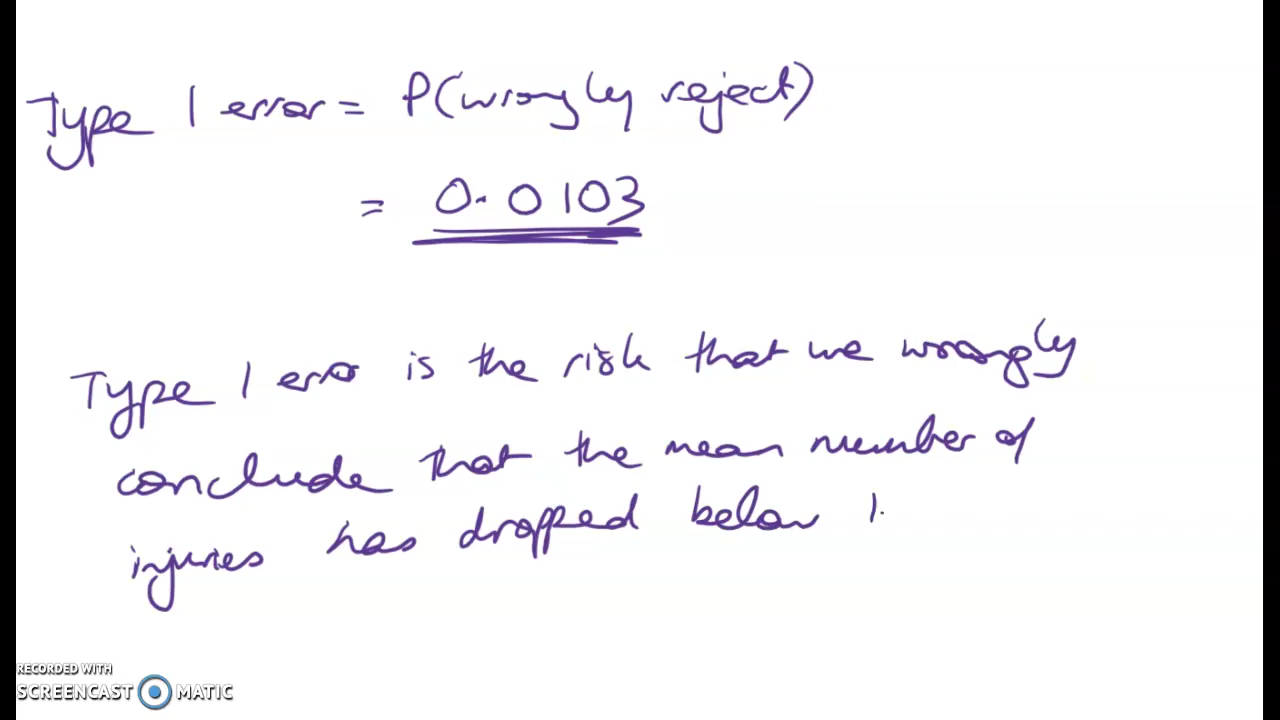 Type 1 error = P(wrongly reject)
= 0.0103
Type 1 error is the risk that we wrongly
conclude that the mean number of
injuries has dropped below 1.
RECORDED WITH
SCREENCAST MATIC